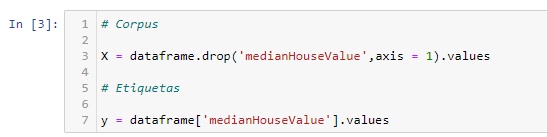 In [3]:
1 # Corpus
2
3 X = dataframe.drop('medianHouseValue',axis = 1).values
4
5 # Etiquetas
6
7 y = dataframe['medianHouseValue'].values